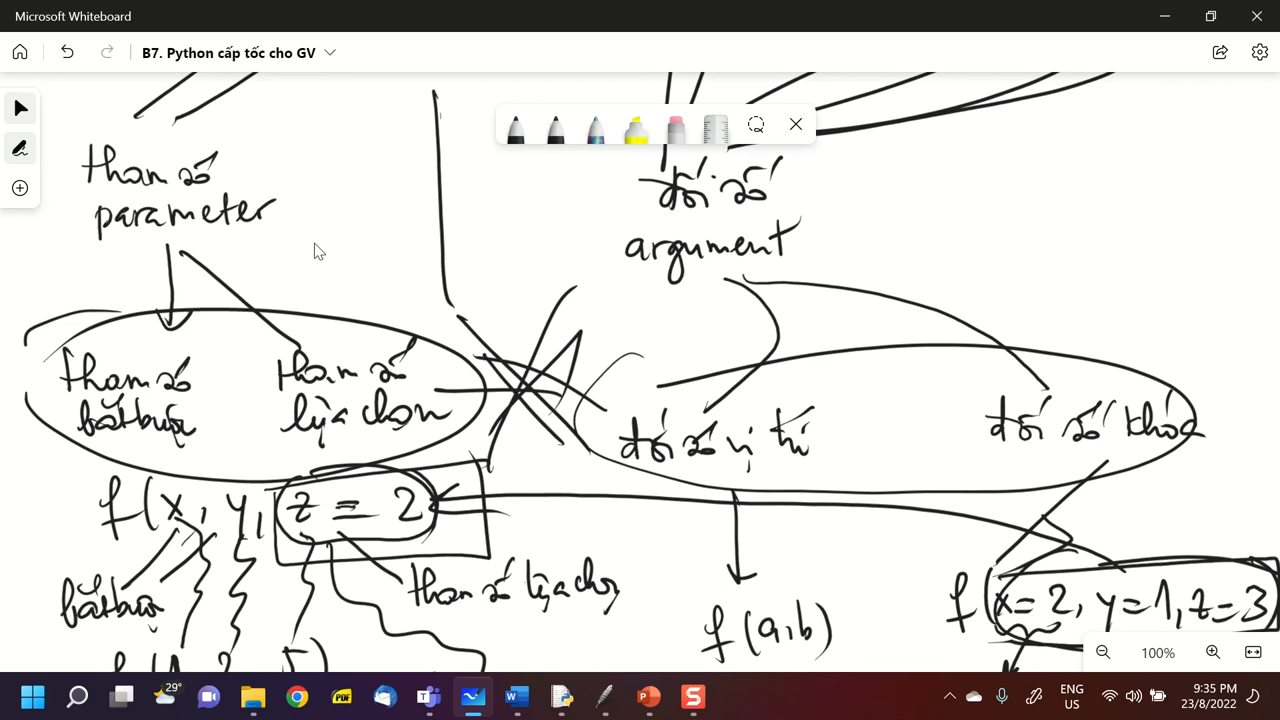 Microsoft Whiteboard
B7. Python cấp tốc cho GV
tham số
parameter
đối số
argument
tham số
bắt buộc
tham số
lựa chọn
đối số vị trí
đối số khoá
f(x, y, z = 2
bắt buộc
tham số lựa chọn
f(a,b)
f(x=2, y=1, z=3
100%
29°
ENG
US
9:35 PM
23/8/2022